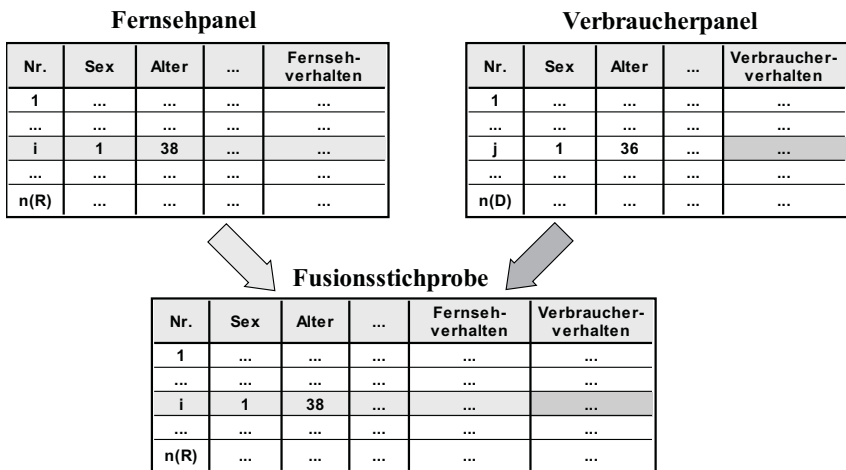 Fernsehpanel
Nr. Sex Alter ... Fernseh-
verhalten
1 ... ... ... ...
... ... ... ... ...
i 1 38 ... ...
... ... ... ... ...
n(R) ... ... ... ...
Verbraucherpanel
Nr. Sex Alter ... Verbraucher-
verhalten
1 ... ... ... ...
... ... ... ... ...
j 1 36 ... ...
... ... ... ... ...
n(D) ... ... ... ...
Fusionsstichprobe
Nr. Sex Alter ... Fernseh-
verhalten Verbraucher-
verhalten
1 ... ... ... ... ...
... ... ... ... ... ...
i 1 38 ... ... ...
... ... ... ... ... ...
n(R) ... ... ... ... ...